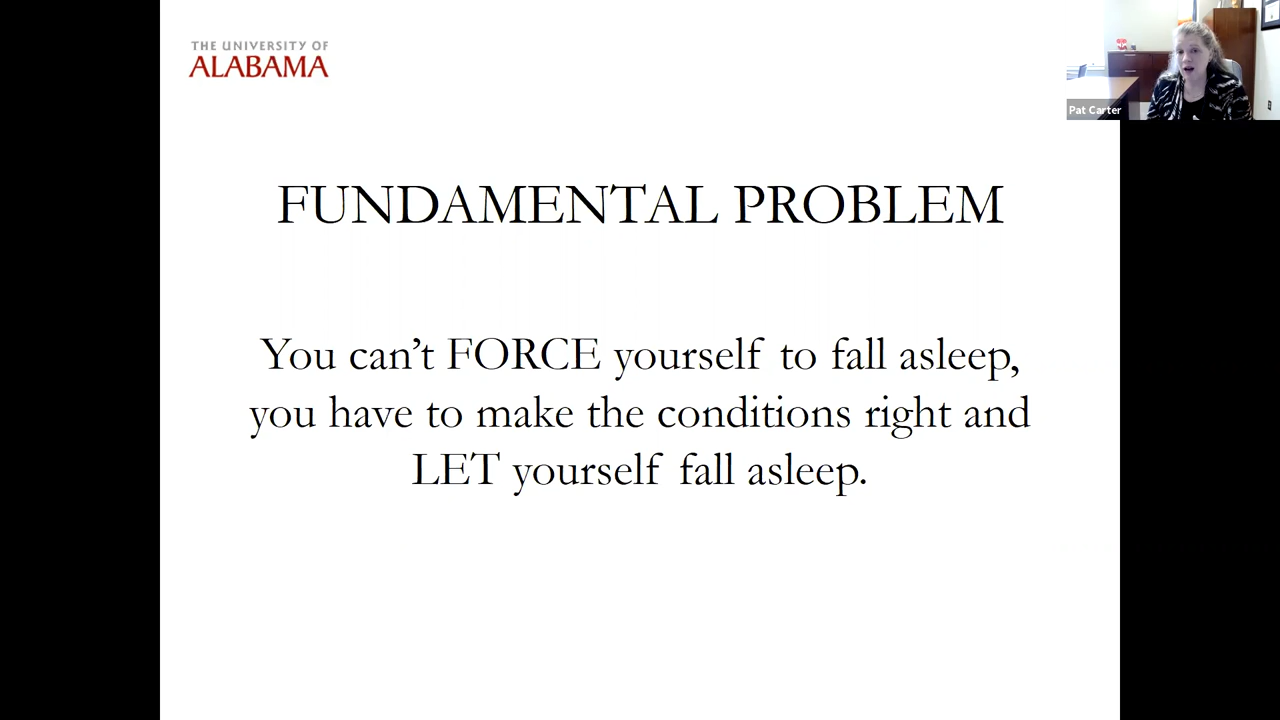 THE UNIVERSITY OF
ALABAMA
Pat Carter
FUNDAMENTAL PROBLEM
You can’t FORCE yourself to fall asleep,
you have to make the conditions right and
LET yourself fall asleep.